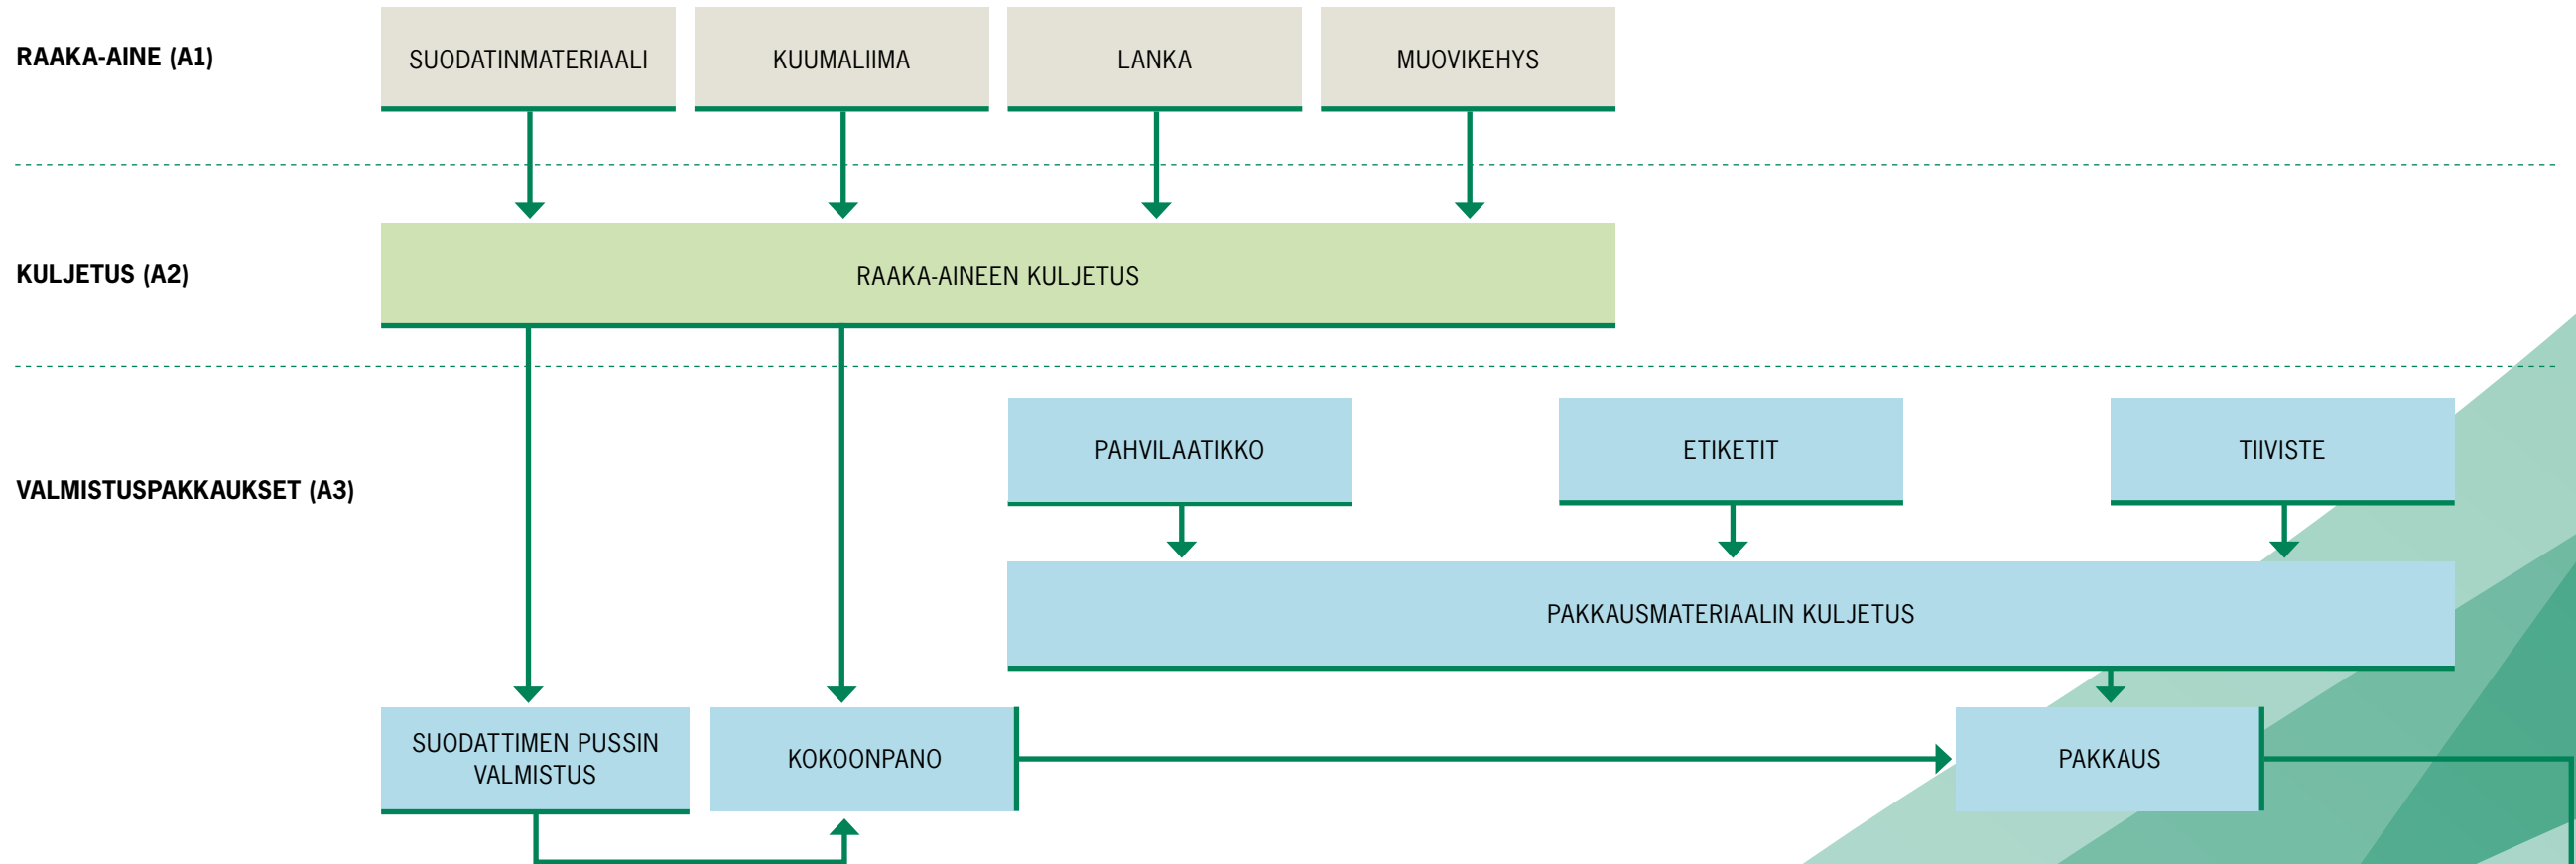 RAAKA-AINE (A1)
SUODATINMATERIAALI
KUUMALIIMA
LANKA
MUOVIKEHYS
KULJETUS (A2)
RAAKA-AINEEN KULJETUS
VALMISTUSPAKKAUKSET (A3)
PAHVILAATIKKO
ETIKETIT
TIIVISTE
PAKKAUSMATERIAALIN KULJETUS
SUODATTIMEN PUSSIN
VALMISTUS
KOKOONPANO
PAKKAUS